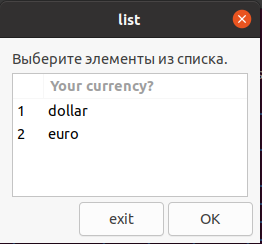 list
Выберите элементы из списка.
Your currency?
1 dollar
2 euro
exit OK